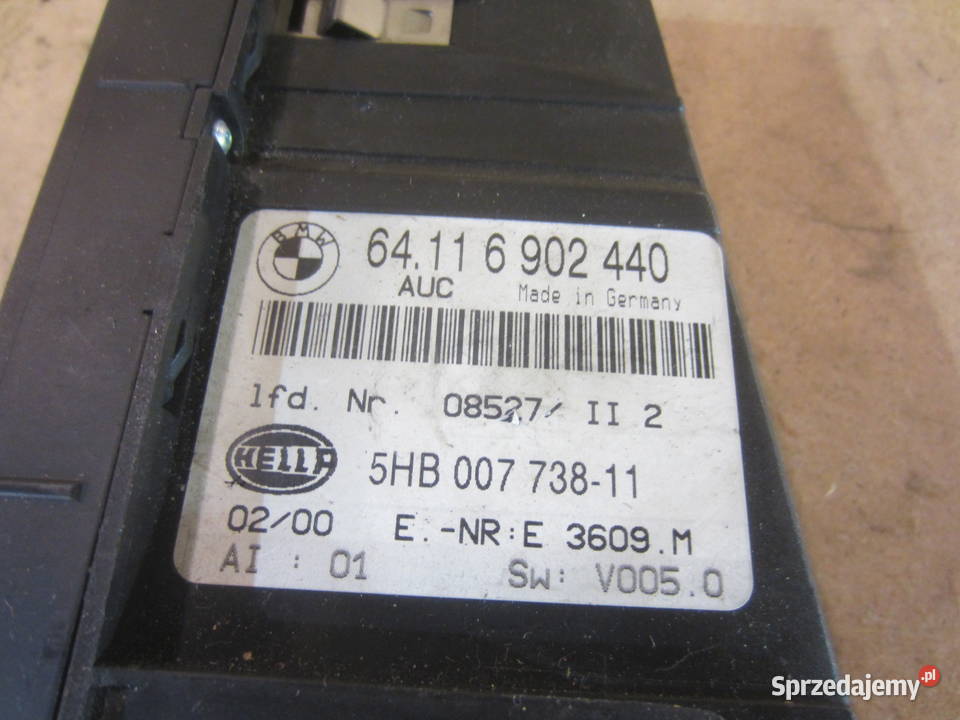 BMW
64.11 6 902 440
AUC Made in Germany
lfd. Nr. 08527/ II 2
HELLA 5HB 007 738-11
02/00 E.-NR:E 3609.M
AI : 01 Sw: V005.0
Sprzedajemy.pl